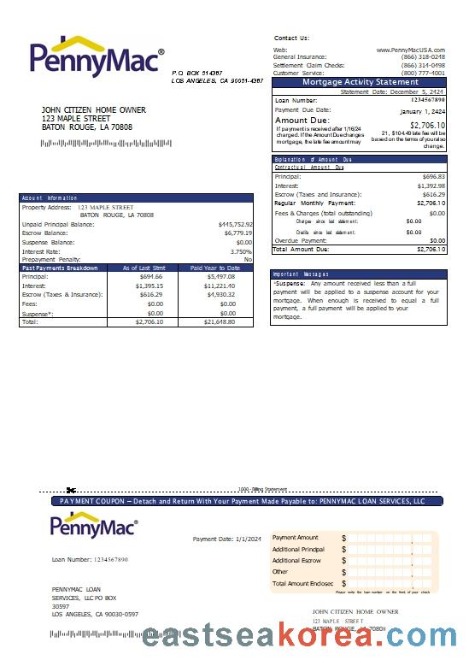 PennyMac®
P.O. BOX 514387
LOS ANGELES, CA 90051-4387
Contact Us:
Web: www.PennyMacUSA.com
General Insurance: (866) 318-0248
Settlement Claim Checks: (866) 314-0498
Customer Service: (800) 777-4001
Mortgage Activity Statement
Statement Date: December 5, 2424
Loan Number: 1234567890
Payment Due Date: January 1, 2424
Amount Due: $2,706.10
If payment is received after 1/16/24 21, $104.40 late fee will be
charged. If the Amount Due changes based on the terms of your
mortgage, the late fee amount may change.
JOHN CITIZEN HOME OWNER
123 MAPLE STREET
BATON ROUGE, LA 70808
Explanation of Amount Due
Contractual Amount Due
Principal: $696.83
Interest: $1,392.98
Escrow (Taxes and Insurance): $616.29
Regular Monthly Payment: $2,706.10
Fees & Charges (total outstanding) $0.00
Charges since last statement: $0.00
Credits since last statement: $0.00
Overdue Payment: $0.00
Total Amount Due: $2,706.10
Account Information
Property Address: 123 MAPLE STREET
BATON ROUGE, LA 70808
Unpaid Principal Balance: $445,752.92
Escrow Balance: $6,779.19
Suspense Balance: $0.00
Interest Rate: 3.750%
Prepayment Penalty: No
Past Payments Breakdown As of Last Stmt Paid Year to Date
Principal: $694.66 $5,497.08
Interest: $1,395.15 $11,221.40
Escrow (Taxes & Insurance): $616.29 $4,930.32
Fees: $0.00 $0.00
Suspense*: $0.00 $0.00
Total: $2,706.10 $21,648.80
Important Messages
*Suspense: Any amount received less than a full
payment will be applied to a suspense account for your
mortgage. When enough is received to equal a full
payment, a full payment will be applied to your
mortgage.
Billing Statement
PAYMENT COUPON – Detach and Return With Your Payment Made Payable to: PENNYMAC LOAN SERVICES, LLC
PennyMac®
Payment Date: 1/1/2024
Loan Number: 1234567890
Payment Amount $
Additional Principal $
Additional Escrow $
Other $
Total Amount Enclosed $
Please write the loan number on the front of your check
PENNYMAC LOAN
SERVICES, LLC PO BOX
30597
LOS ANGELES, CA 90030-0597
JOHN CITIZEN HOME OWNER
123 MAPLE STREET
BATON ROUGE, LA 70808
eastseakorea.com